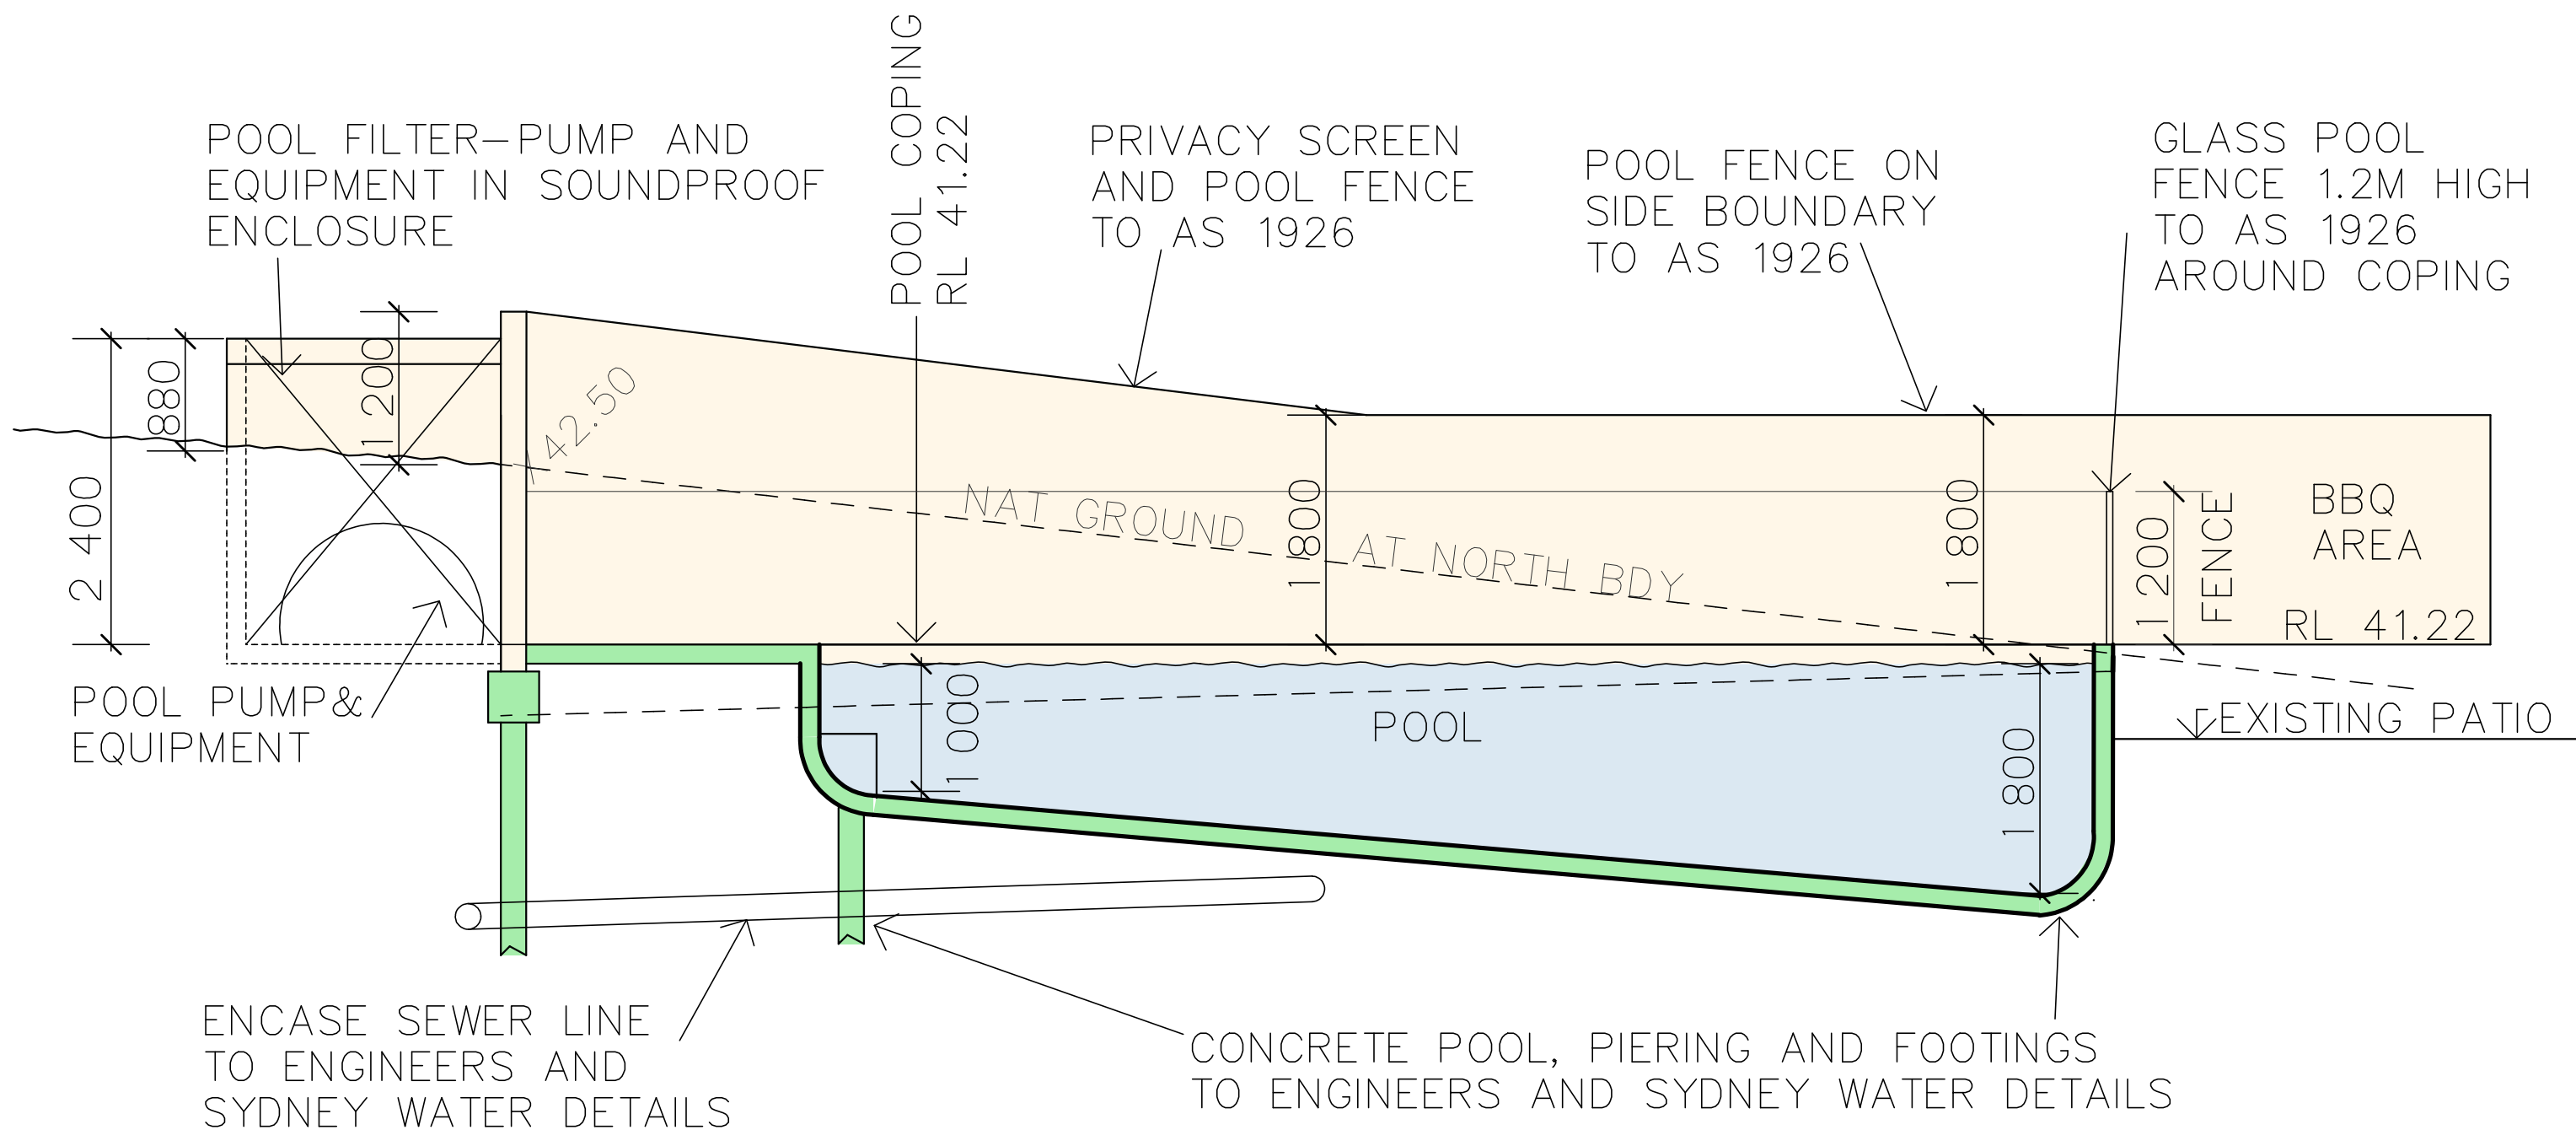 POOL COPING
RL 41.22
POOL FILTER-PUMP AND
EQUIPMENT IN SOUNDPROOF
ENCLOSURE
PRIVACY SCREEN
AND POOL FENCE
TO AS 1926
POOL FENCE ON
SIDE BOUNDARY
TO AS 1926
GLASS POOL
FENCE 1.2M HIGH
TO AS 1926
AROUND COPING
2 400
880
1 200
42.50
NAT GROUND AT NORTH BDY
1 800
1 800
1 200
FENCE
BBQ
AREA
RL 41.22
POOL PUMP&
EQUIPMENT
1 000
POOL
1 800
EXISTING PATIO
ENCASE SEWER LINE
TO ENGINEERS AND
SYDNEY WATER DETAILS
CONCRETE POOL, PIERING AND FOOTINGS
TO ENGINEERS AND SYDNEY WATER DETAILS